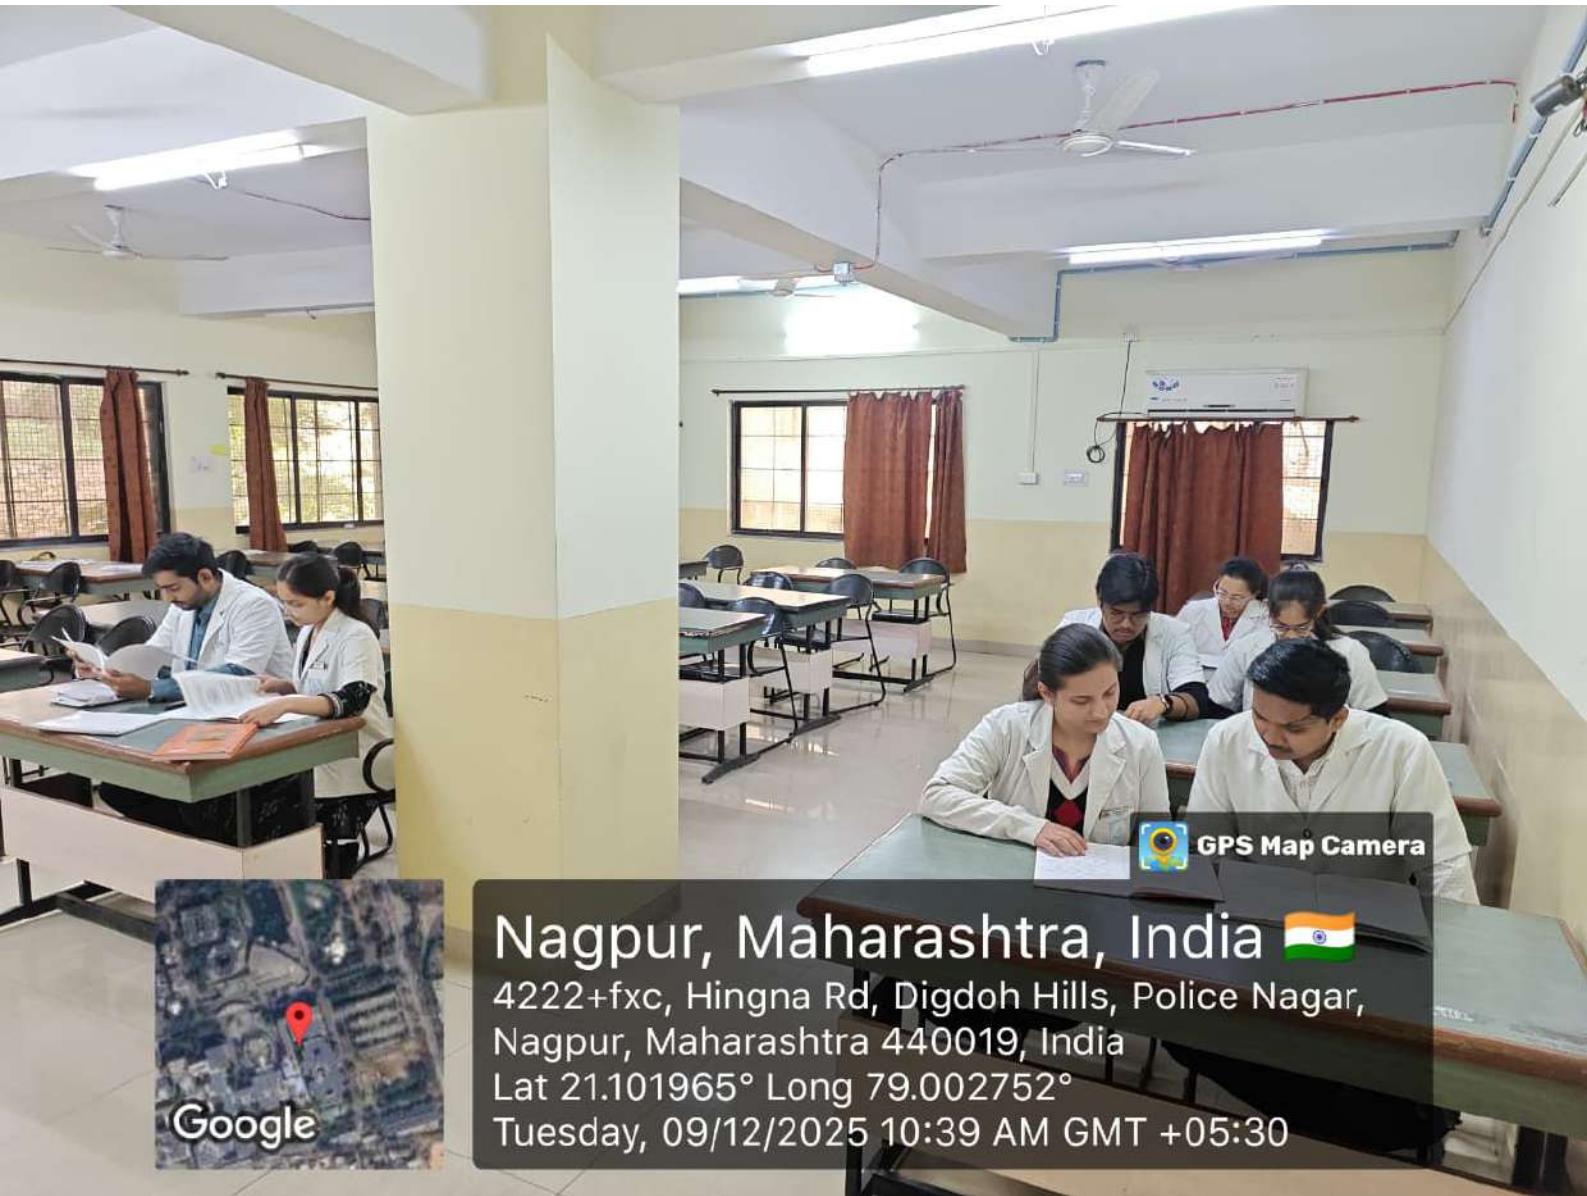 GPS Map Camera
Nagpur, Maharashtra, India
4222+fxc, Hingna Rd, Digdoh Hills, Police Nagar,
Nagpur, Maharashtra 440019, India
Lat 21.101965° Long 79.002752°
Tuesday, 09/12/2025 10:39 AM GMT +05:30
Google